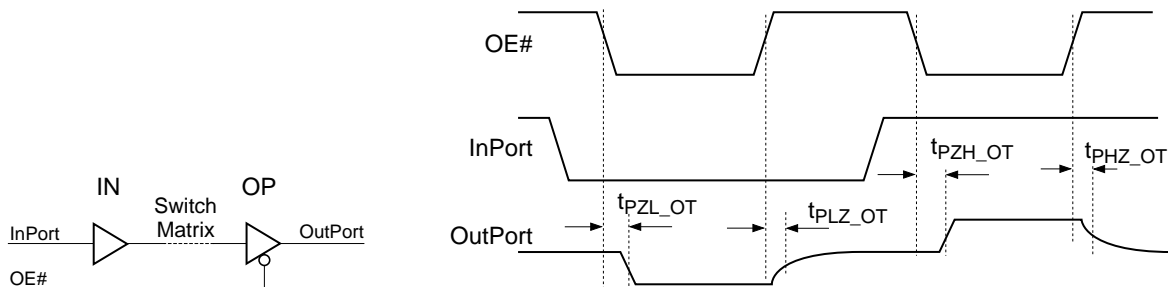 IN
OP
InPort
Switch
Matrix
OutPort
OE#
OE#
InPort
OutPort
tPZL_OT
tPLZ_OT
tPZH_OT
tPHZ_OT